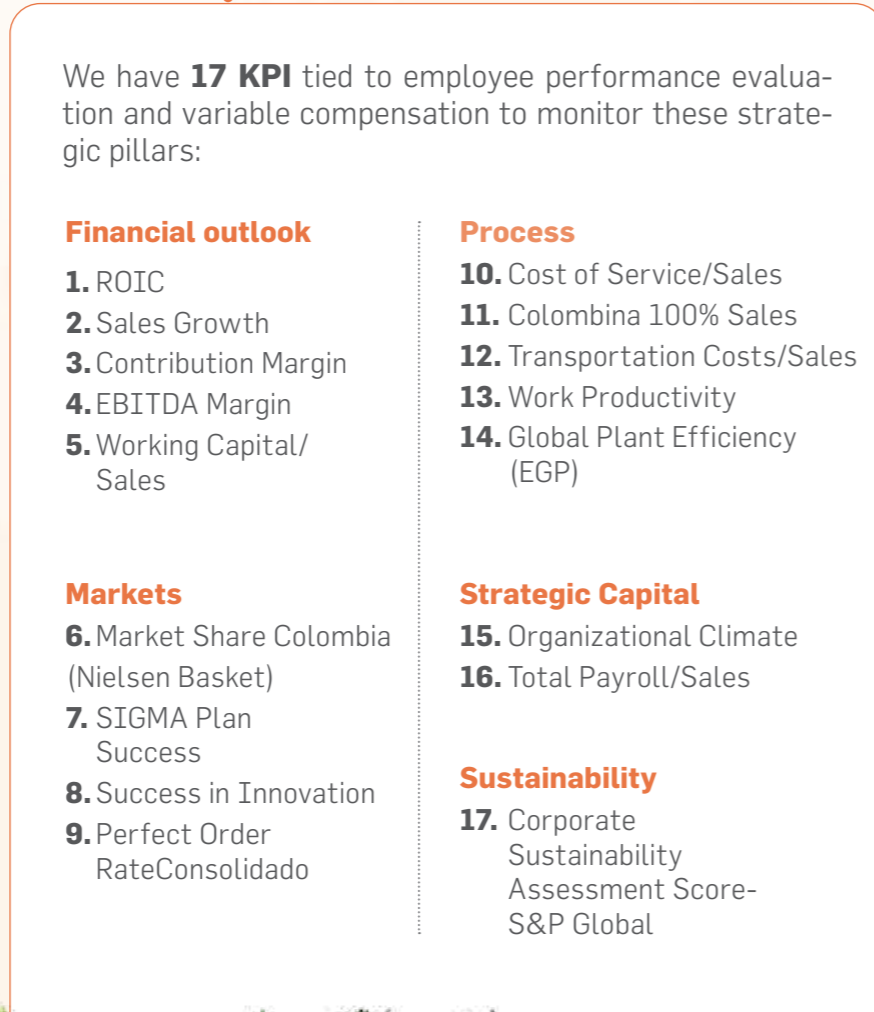 We have 17 KPI tied to employee performance evalua-
tion and variable compensation to monitor these strate-
gic pillars:
Financial outlook
1. ROIC
2. Sales Growth
3. Contribution Margin
4. EBITDA Margin
5. Working Capital/
Sales
Markets
6. Market Share Colombia
(Nielsen Basket)
7. SIGMA Plan
Success
8. Success in Innovation
9. Perfect Order
RateConsolidado
Process
10. Cost of Service/Sales
11. Colombina 100% Sales
12. Transportation Costs/Sales
13. Work Productivity
14. Global Plant Efficiency
(EGP)
Strategic Capital
15. Organizational Climate
16. Total Payroll/Sales
Sustainability
17. Corporate
Sustainability
Assessment Score-
S&P Global